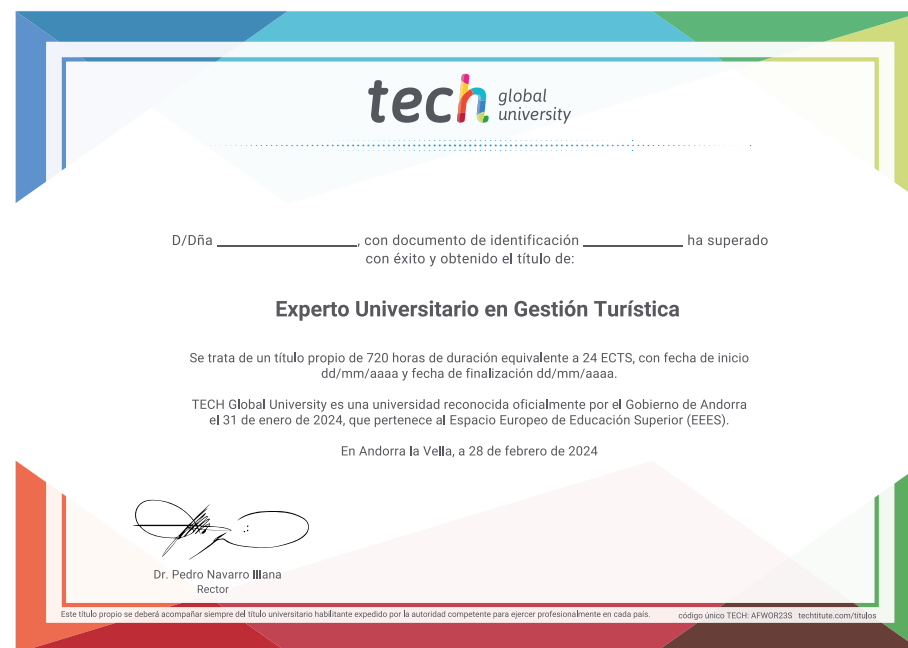 tech global university
D/Dña ____________, con documento de identificación ____________ ha superado
con éxito y obtenido el título de:
Experto Universitario en Gestión Turística
Se trata de un título propio de 720 horas de duración equivalente a 24 ECTS, con fecha de inicio
dd/mm/aaaa y fecha de finalización dd/mm/aaaa.
TECH Global University es una universidad reconocida oficialmente por el Gobierno de Andorra
el 31 de enero de 2024, que pertenece al Espacio Europeo de Educación Superior (EEES).
En Andorra la Vella, a 28 de febrero de 2024
Dr. Pedro Navarro Illana
Rector
Este título propio se deberá acompañar siempre del título universitario habilitante expedido por la autoridad competente para ejercer profesionalmente en cada país. código único TECH: AFWOR23S techtitute.com/titulos